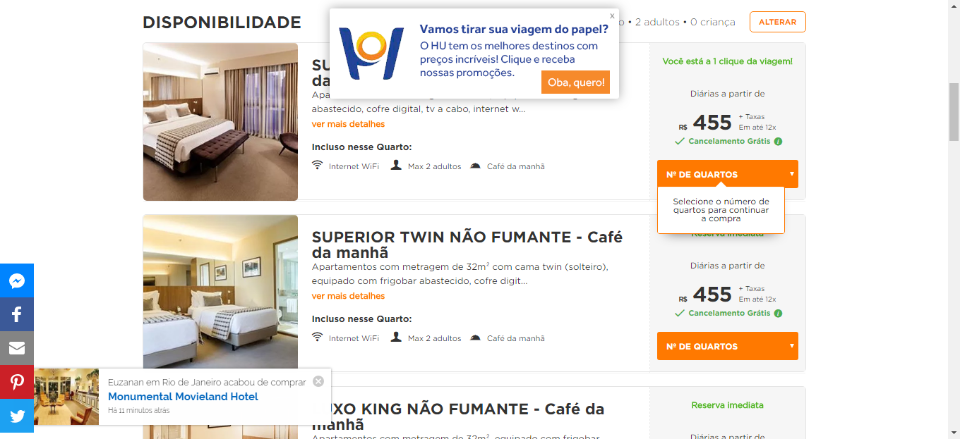 DISPONIBILIDADE
• 2 adultos • 0 criança
ALTERAR
x
Vamos tirar sua viagem do papel?
O HU tem os melhores destinos com
preços incríveis! Clique e receba
nossas promoções.
Oba, quero!
da
abastecido, cofre digital, tv a cabo, internet w...
ver mais detalhes
Incluso nesse Quarto:
Internet WiFi
Max 2 adultos
Café da manhã
Você está a 1 clique da viagem!
Diárias a partir de
R$ 455 + Taxas
Em até 12x
Cancelamento Grátis i
Nº DE QUARTOS
Selecione o número de
quartos para continuar
a compra
SUPERIOR TWIN NÃO FUMANTE - Café
da manhã
Apartamentos com metragem de 32m² com cama twin (solteiro),
equipado com frigobar abastecido, cofre digit...
ver mais detalhes
Incluso nesse Quarto:
Internet WiFi
Max 2 adultos
Café da manhã
Reserva imediata
Diárias a partir de
R$ 455 + Taxas
Em até 12x
Cancelamento Grátis i
Nº DE QUARTOS
Euzanan em Rio de Janeiro acabou de comprar
Monumental Movieland Hotel
Há 11 minutos atrás
UXO KING NÃO FUMANTE - Café da
manhã
Apartamentos com metragem de 32m², equipado com frigobar
Reserva imediata
Diárias a partir de